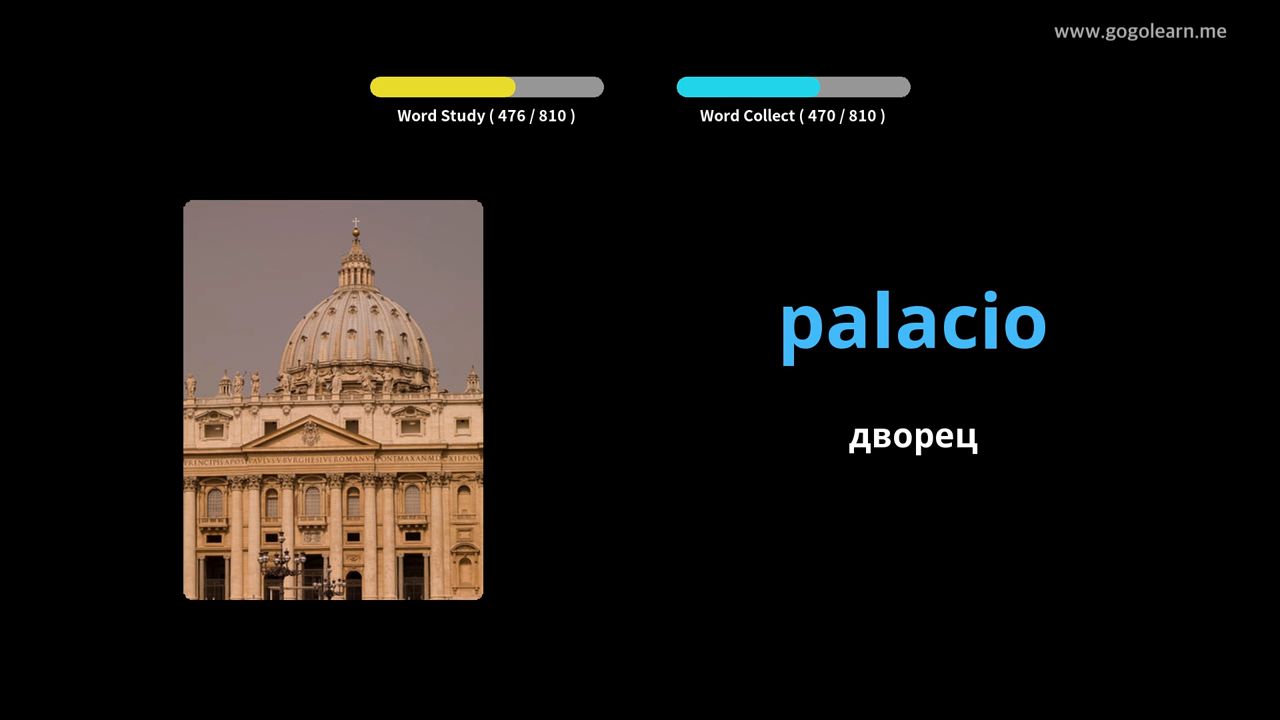 www.gogolearn.me
Word Study ( 476 / 810 )
Word Collect ( 470 / 810 )
palacio
дворец